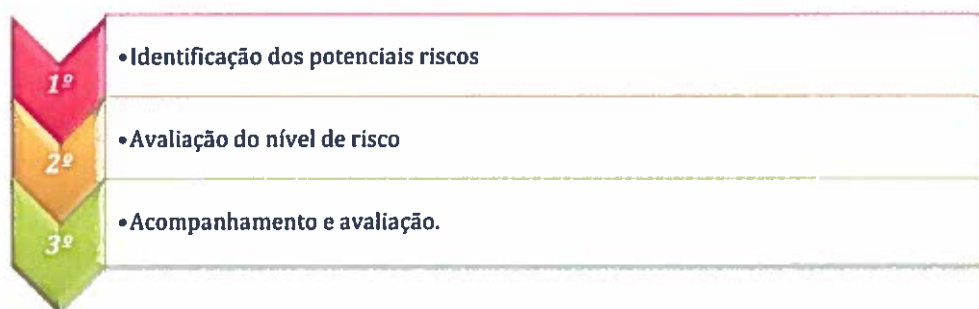 1º
•Identificação dos potenciais riscos
2º
•Avaliação do nível de risco
3º
•Acompanhamento e avaliação.